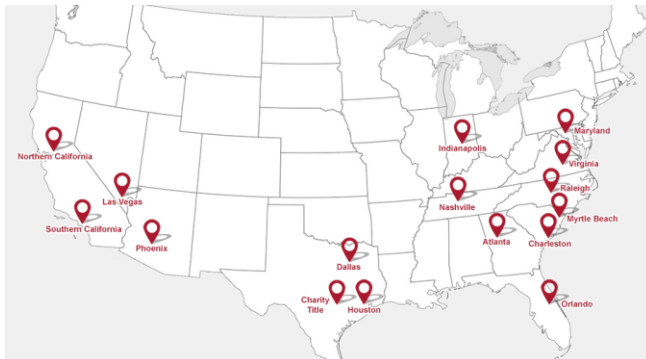 Maryland
Northern California
Indianapolis
Virginia
Las Vegas
Nashville
Raleigh
Southern California
Myrtle Beach
Phoenix
Atlanta
Charleston
Dallas
Charity
Title
Houston
Orlando